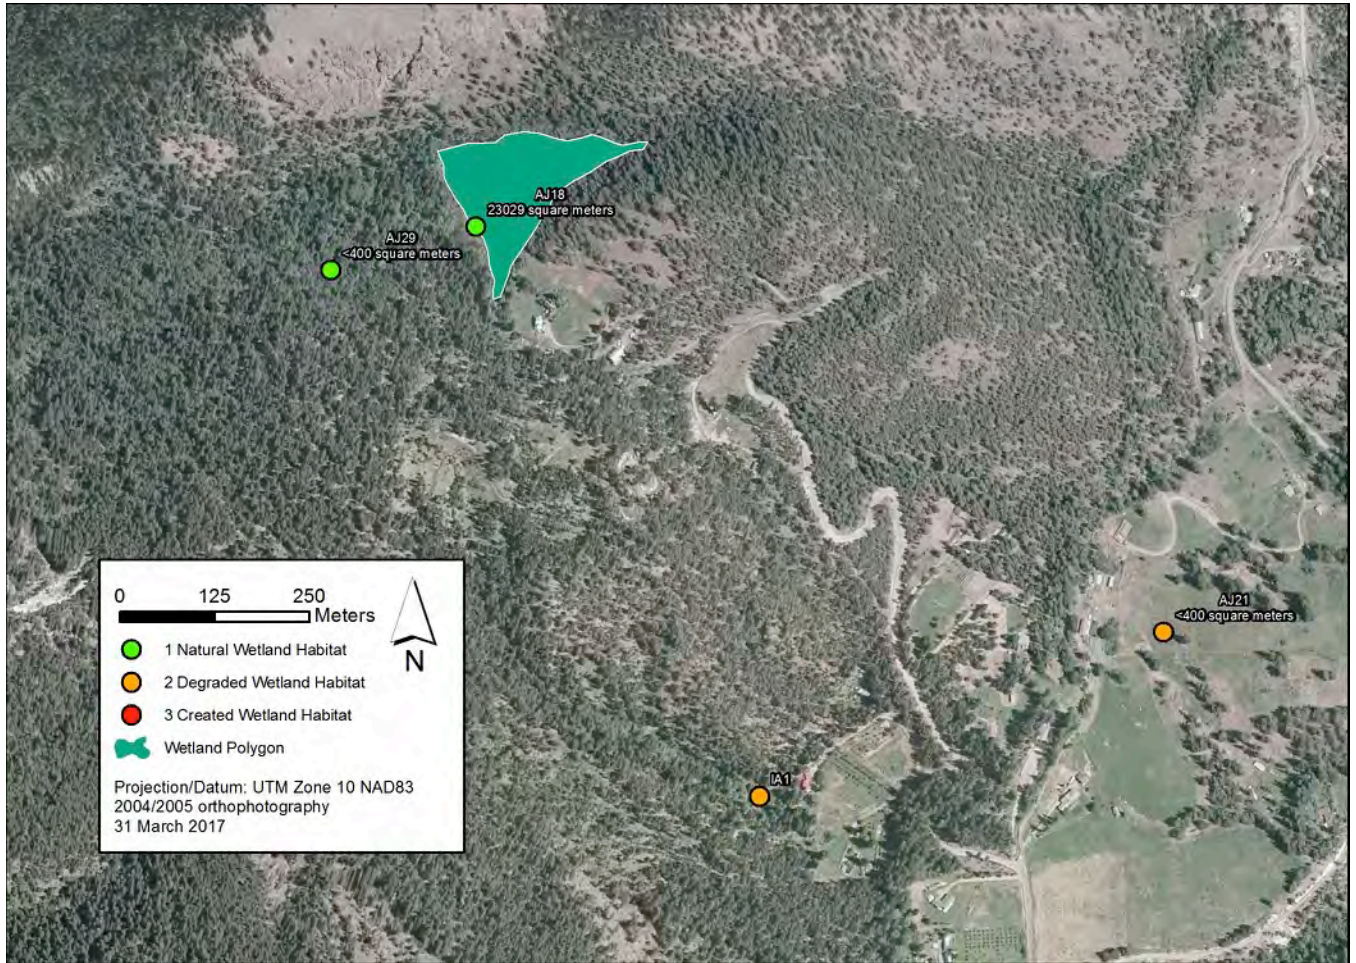 AJ18
23029 square meters
AJ29
<400 square meters
AJ21
<400 square meters
IA1
0 125 250
Meters
N
1 Natural Wetland Habitat
2 Degraded Wetland Habitat
3 Created Wetland Habitat
Wetland Polygon
Projection/Datum: UTM Zone 10 NAD83
2004/2005 orthophotography
31 March 2017